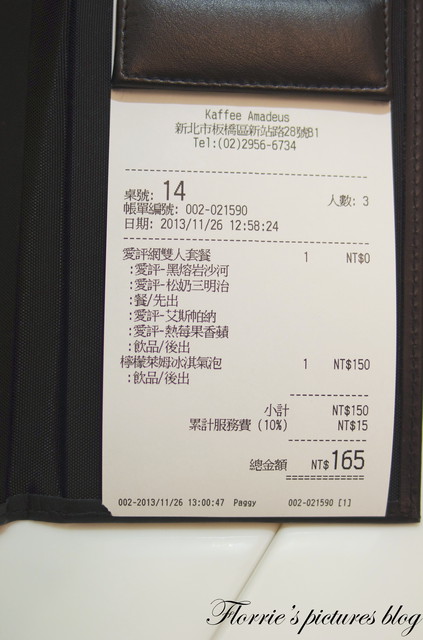 Kaffee Amadeus
新北市板橋區新站路28號B1
Tel:(02)2956-6734
桌號: 14 人數: 3
帳單編號: 002-021590
日期: 2013/11/26 12:58:24
愛評網雙人套餐 1 NT$0
:愛評-黑熔岩沙河
:愛評-松奶三明治
:餐/先出
:愛評-艾斯帕納
:愛評-熱莓果香蘋
:飲品/後出
檸檬萊姆冰淇氣泡 1 NT$150
:飲品/後出
小計 NT$150
累計服務費 (10%) NT$15
總金額 NT$165
002-2013/11/26 13:00:47 Paggy 002-021590 [1]
Florrie's pictures blog